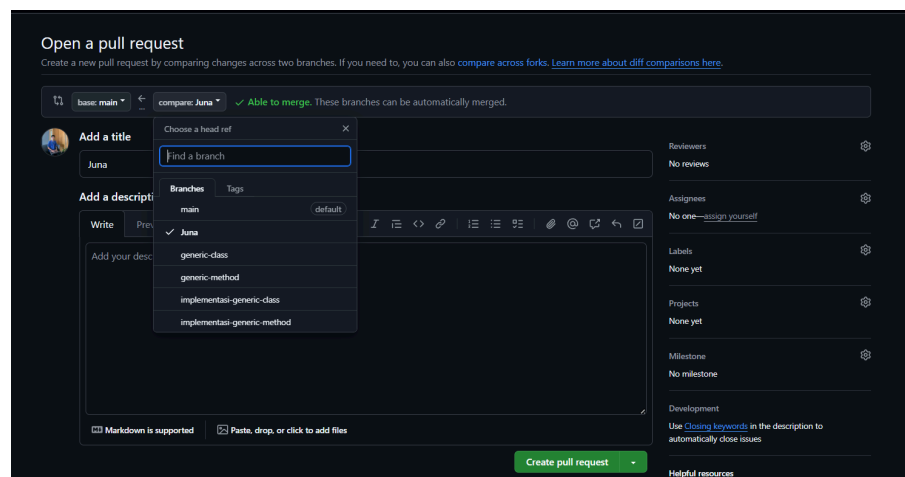 Open a pull request
Create a new pull request by comparing changes across two branches. If you need to, you can also compare across forks. Learn more about diff comparisons here.
base: main
compare: Juna
Able to merge. These branches can be automatically merged.
Choose a head ref
Find a branch
Branches
Tags
main
default
Juna
generic-class
generic-method
implementasi-generic-class
implementasi-generic-method
Add a title
Juna
Add a descripti
Write
Prev
Add your desc
Markdown is supported
Paste, drop, or click to add files
Create pull request
Reviewers
No reviews
Assignees
No one—assign yourself
Labels
None yet
Projects
None yet
Milestone
No milestone
Development
Use Closing keywords in the description to
automatically close issues
Helpful resources